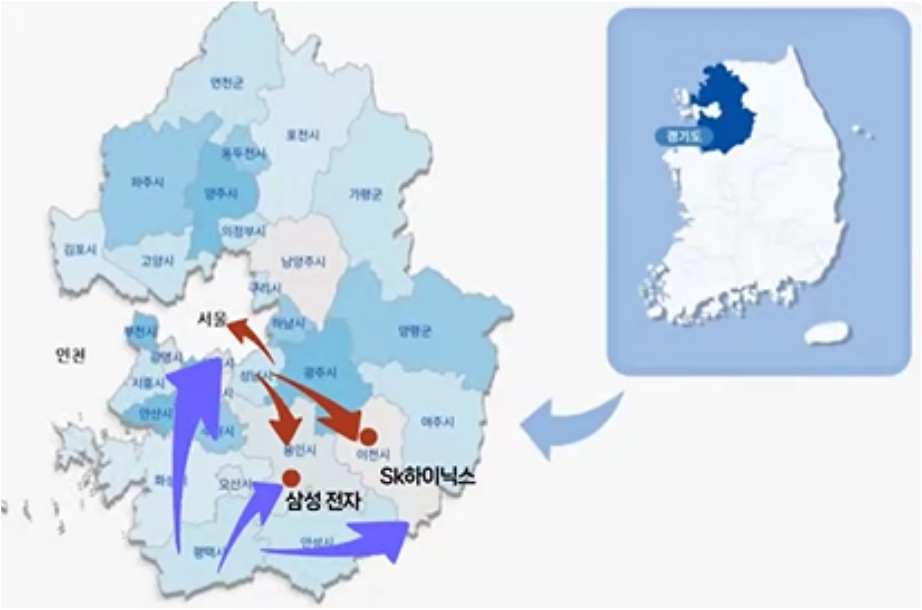 연천군
포천시
동두천시
파주시
양주시
가평군
의정부시
김포시
고양시
남양주시
구리시
서울
하남시
부천시
양평군
인천
광명시
성남시
광주시
시흥시
안산시
여주시
용인시
이천시
Sk하이닉스
오산시
삼성 전자
평택시
안성시
경기도